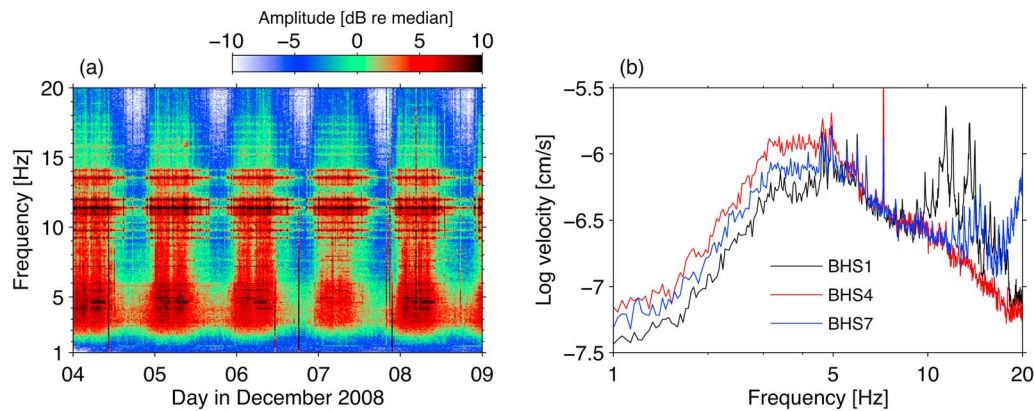 Amplitude [dB re median]
−10 −5 0 5 10
(a)
20
15
10
5
1
Frequency [Hz]
04 05 06 07 08 09
Day in December 2008
(b)
−5.5
−6
−6.5
−7
−7.5
Log velocity [cm/s]
BHS1
BHS4
BHS7
1 5 10 20
Frequency [Hz]